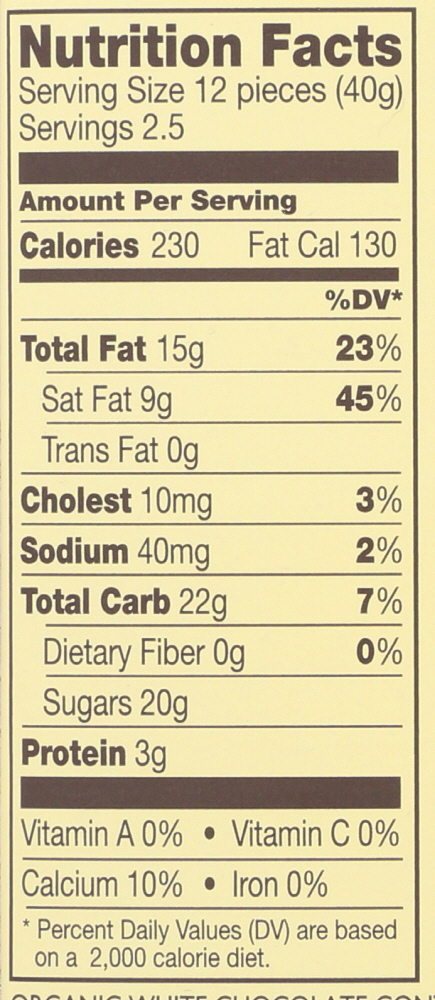 Nutrition Facts
Serving Size 12 pieces (40g)
Servings 2.5
Amount Per Serving
Calories 230 Fat Cal 130
%DV*
Total Fat 15g 23%
Sat Fat 9g 45%
Trans Fat 0g
Cholest 10mg 3%
Sodium 40mg 2%
Total Carb 22g 7%
Dietary Fiber 0g 0%
Sugars 20g
Protein 3g
Vitamin A 0% • Vitamin C 0%
Calcium 10% • Iron 0%
* Percent Daily Values (DV) are based
on a 2,000 calorie diet.
ORGANIC WHITE CHOCOLATE